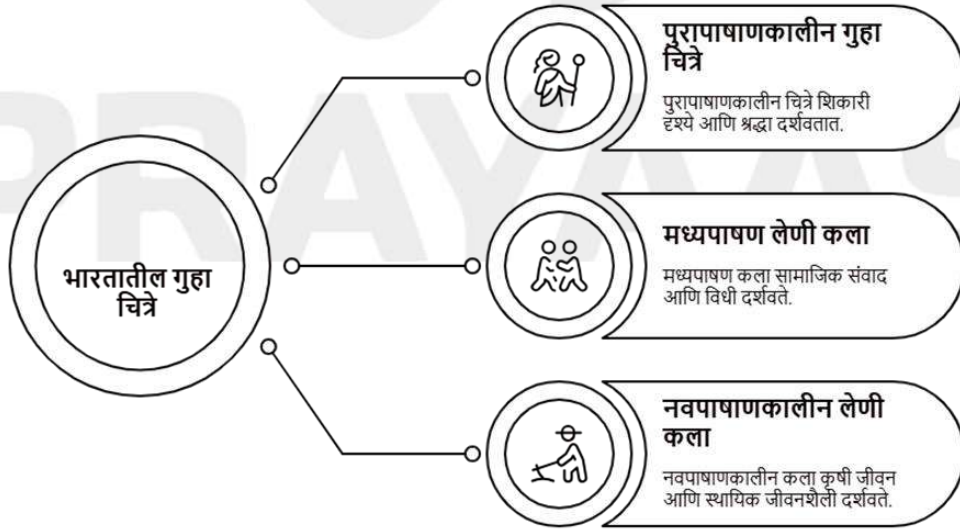 पुरापाषाणकालीन गुहा
चित्रे
पुरापाषाणकालीन चित्रे शिकारी
दृश्ये आणि श्रद्धा दर्शवतात.
भारतातील गुहा
चित्रे
मध्यपाषण लेणी कला
मध्यपाषण कला सामाजिक संवाद
आणि विधी दर्शवते.
नवपाषाणकालीन लेणी
कला
नवपाषाणकालीन कला कृषी जीवन
आणि स्थायिक जीवनशैली दर्शवते.
PRAYAAS